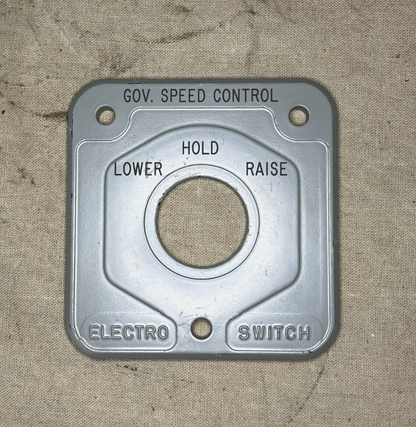 GOV. SPEED CONTROL
HOLD
LOWER RAISE
ELECTRO SWITCH